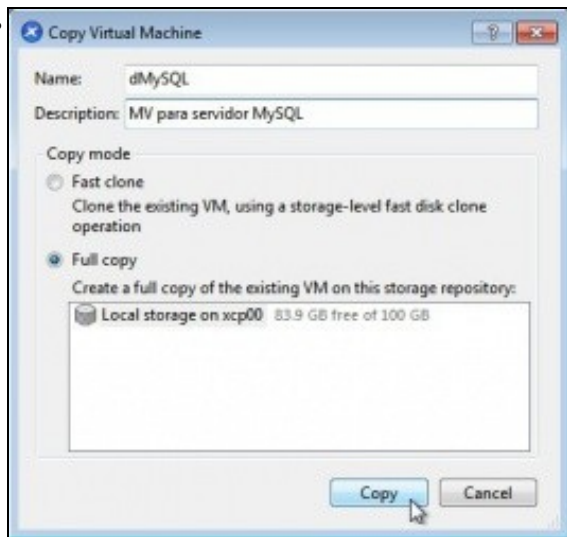 Copy Virtual Machine
Name: dMySQL
Description: MV para servidor MySQL
Copy mode
Fast clone
Clone the existing VM, using a storage-level fast disk clone
operation
Full copy
Create a full copy of the existing VM on this storage repository:
Local storage on xcp00 83.9 GB free of 100 GB
Copy Cancel